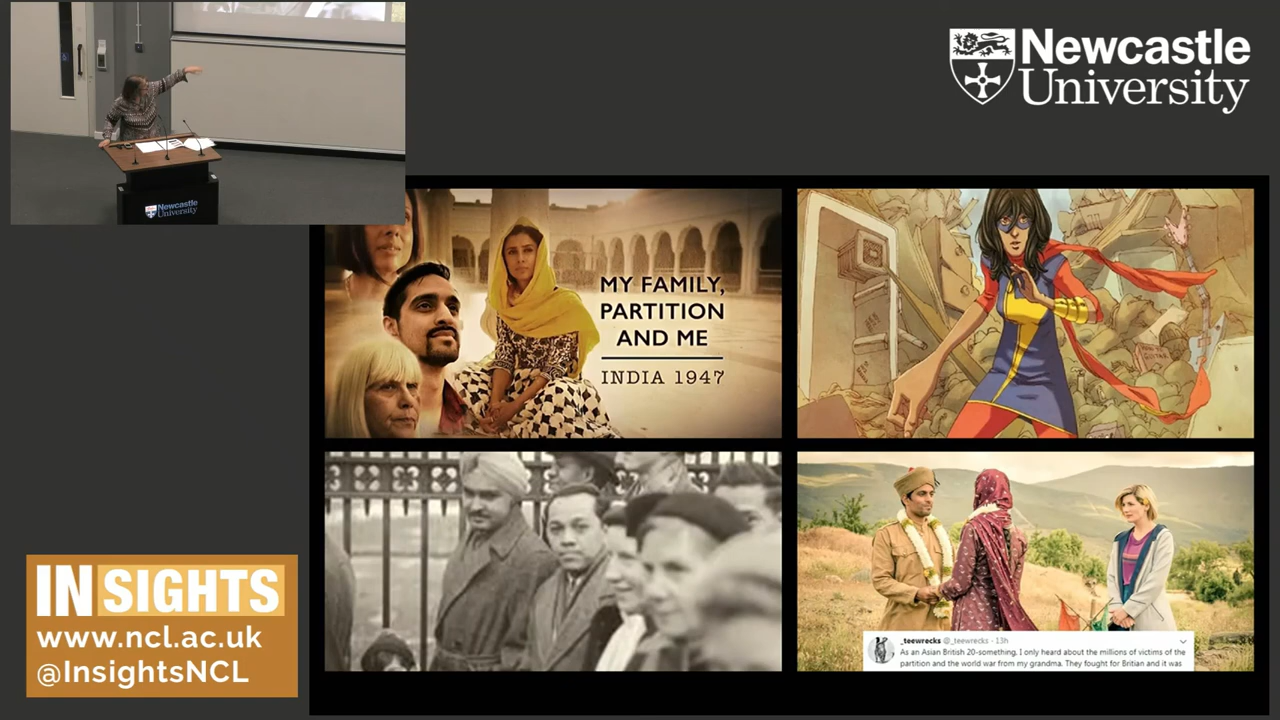 Newcastle
University
Newcastle
University
MY FAMILY,
PARTITION
AND ME
INDIA 1947
_teewrecks @_teewrecks · 13h
As an Asian British 20-something, I only heard about the millions of victims of the
partition and the world war from my grandma. They fought for Britian and it was
INSIGHTS
www.ncl.ac.uk
@InsightsNCL